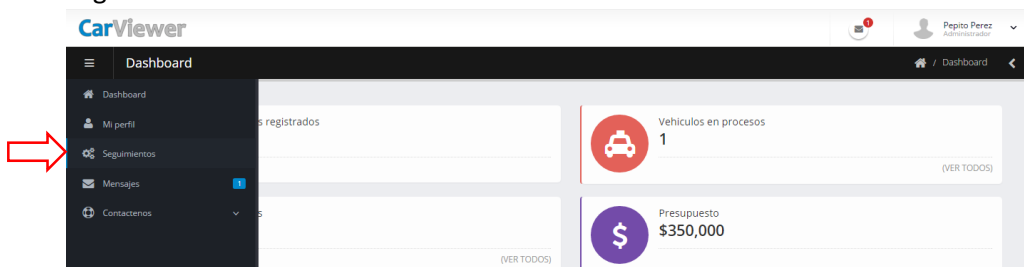 CarViewer
1
Pepito Perez
Administrador
Dashboard
/ Dashboard
Dashboard
Mi perfil
Seguimientos
Mensajes 1
Contactenos
s registrados
Vehiculos en procesos
1
(VER TODOS)
s
(VER TODOS)
Presupuesto
$350,000